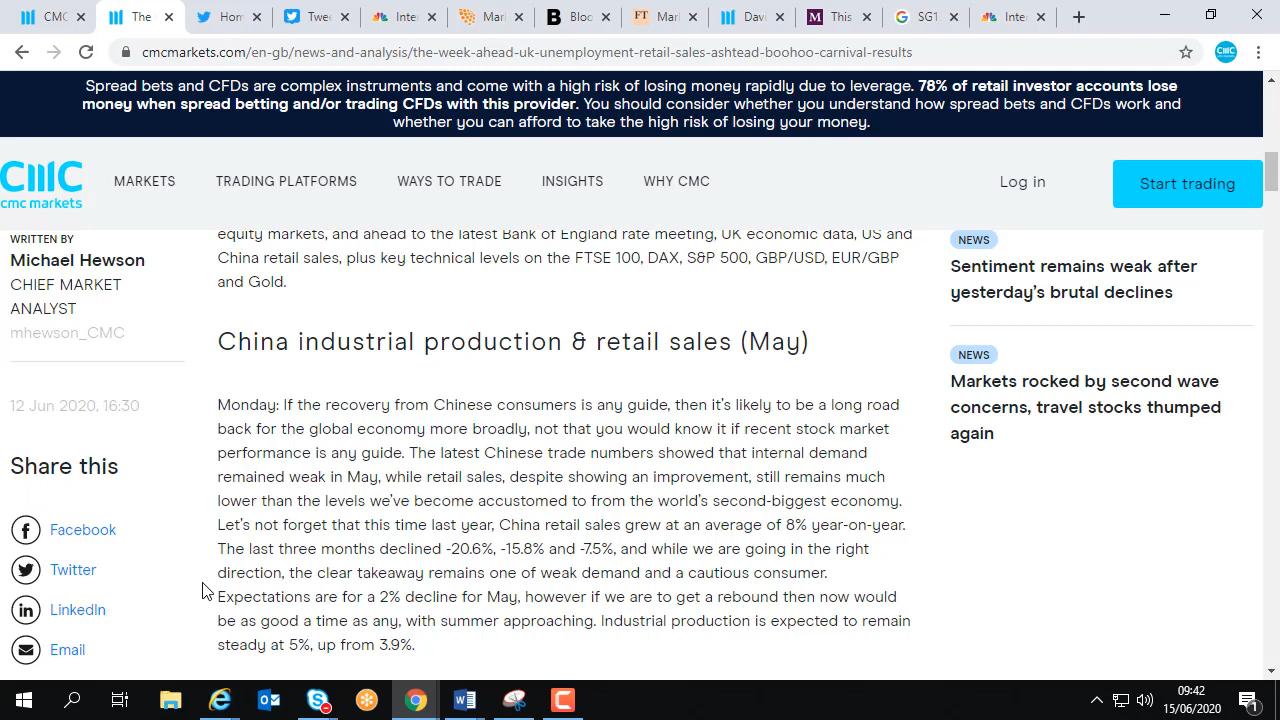 CMC
The
Hom
Twee
Inte
Mark
Bloo
Mark
Davi
This
SG1
Inte
cmcmarkets.com/en-gb/news-and-analysis/the-week-ahead-uk-unemployment-retail-sales-ashted-boohoo-carnival-results
Spread bets and CFDs are complex instruments and come with a high risk of losing money rapidly due to leverage. 78% of retail investor accounts lose
money when spread betting and/or trading CFDs with this provider. You should consider whether you understand how spread bets and CFDs work and
whether you can afford to take the high risk of losing your money.
cmc markets
MARKETS
TRADING PLATFORMS
WAYS TO TRADE
INSIGHTS
WHY CMC
Log in
Start trading
WRITTEN BY
Michael Hewson
CHIEF MARKET
ANALYST
mhewson_CMC
12 Jun 2020, 16:30
Share this
Facebook
Twitter
LinkedIn
Email
equity markets, and ahead to the latest Bank of England rate meeting, UK economic data, US and
China retail sales, plus key technical levels on the FTSE 100, DAX, S&P 500, GBP/USD, EUR/GBP
and Gold.
China industrial production & retail sales (May)
Monday: If the recovery from Chinese consumers is any guide, then it's likely to be a long road
back for the global economy more broadly, not that you would know it if recent stock market
performance is any guide. The latest Chinese trade numbers showed that internal demand
remained weak in May, while retail sales, despite showing an improvement, still remains much
lower than the levels we've become accustomed to from the world's second-biggest economy.
Let's not forget that this time last year, China retail sales grew at an average of 8% year-on-year.
The last three months declined -20.6%, -15.8% and -7.5%, and while we are going in the right
direction, the clear takeaway remains one of weak demand and a cautious consumer.
Expectations are for a 2% decline for May, however if we are to get a rebound then now would
be as good a time as any, with summer approaching. Industrial production is expected to remain
steady at 5%, up from 3.9%.
NEWS
Sentiment remains weak after
yesterday's brutal declines
NEWS
Markets rocked by second wave
concerns, travel stocks thumped
again
09:42
15/06/2020
1